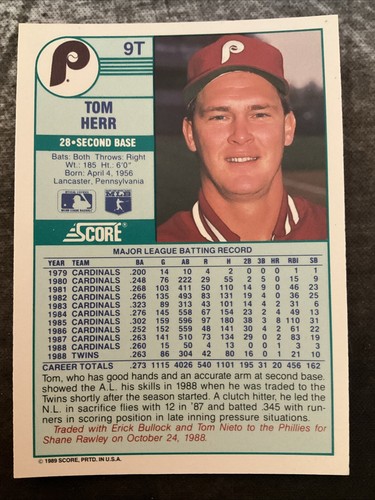 P
9T
TOM
HERR
28•SECOND BASE
Bats: Both Throws: Right
Wt.: 185 Ht.: 6'0"
Born: April 4, 1956
Lancaster, Pennsylvania
SCORE
MAJOR LEAGUE BATTING RECORD
YEAR TEAM BA G AB R H 2B 3B HR RBI SB
1979 CARDINALS .200 14 10 4 2 0 0 0 1 1
1980 CARDINALS .248 76 222 29 55 2 5 0 15 9
1981 CARDINALS .268 103 411 50 110 14 9 0 46 23
1982 CARDINALS .266 135 493 83 131 19 4 0 36 25
1983 CARDINALS .323 89 313 43 101 14 4 2 31 6
1984 CARDINALS .276 145 558 67 154 23 2 4 49 13
1985 CARDINALS .302 159 596 97 180 38 3 8 110 31
1986 CARDINALS .252 152 559 48 141 30 4 2 61 22
1987 CARDINALS .263 141 510 73 134 29 0 2 83 19
1988 CARDINALS .260 15 50 4 13 0 0 1 3 3
1988 TWINS .263 86 304 42 80 16 0 1 21 10
CAREER TOTALS .273 1115 4026 540 1101 195 31 20 456 162
Tom, who has good hands and an accurate arm at second base,
showed the A.L. his skills in 1988 when he was traded to the
Twins shortly after the season started. A clutch hitter, he led the
N.L. in sacrifice flies with 12 in '87 and batted .345 with run-
ners in scoring position in late inning pressure situations.
Traded with Erick Bullock and Tom Nieto to the Phillies for
Shane Rawley on October 24, 1988.
© 1989 SCORE, PRTD. IN U.S.A.